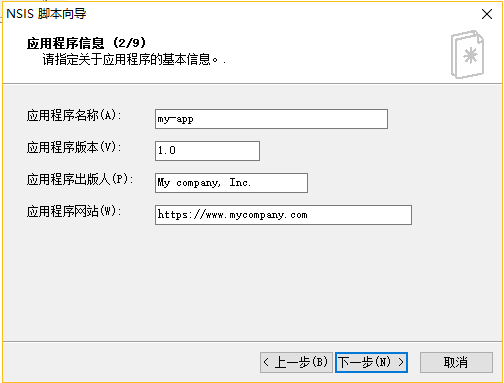 NSIS 脚本向导
应用程序信息 (2/9)
请指定关于应用程序的基本信息。.
应用程序名称(A): my-app
应用程序版本(V): 1.0
应用程序出版人(P): My company, Inc.
应用程序网站(W): https://www.mycompany.com
< 上一步(B) 下一步(N) > 取消